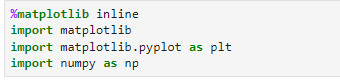 %matplotlib inline
import matplotlib
import matplotlib.pyplot as plt
import numpy as np